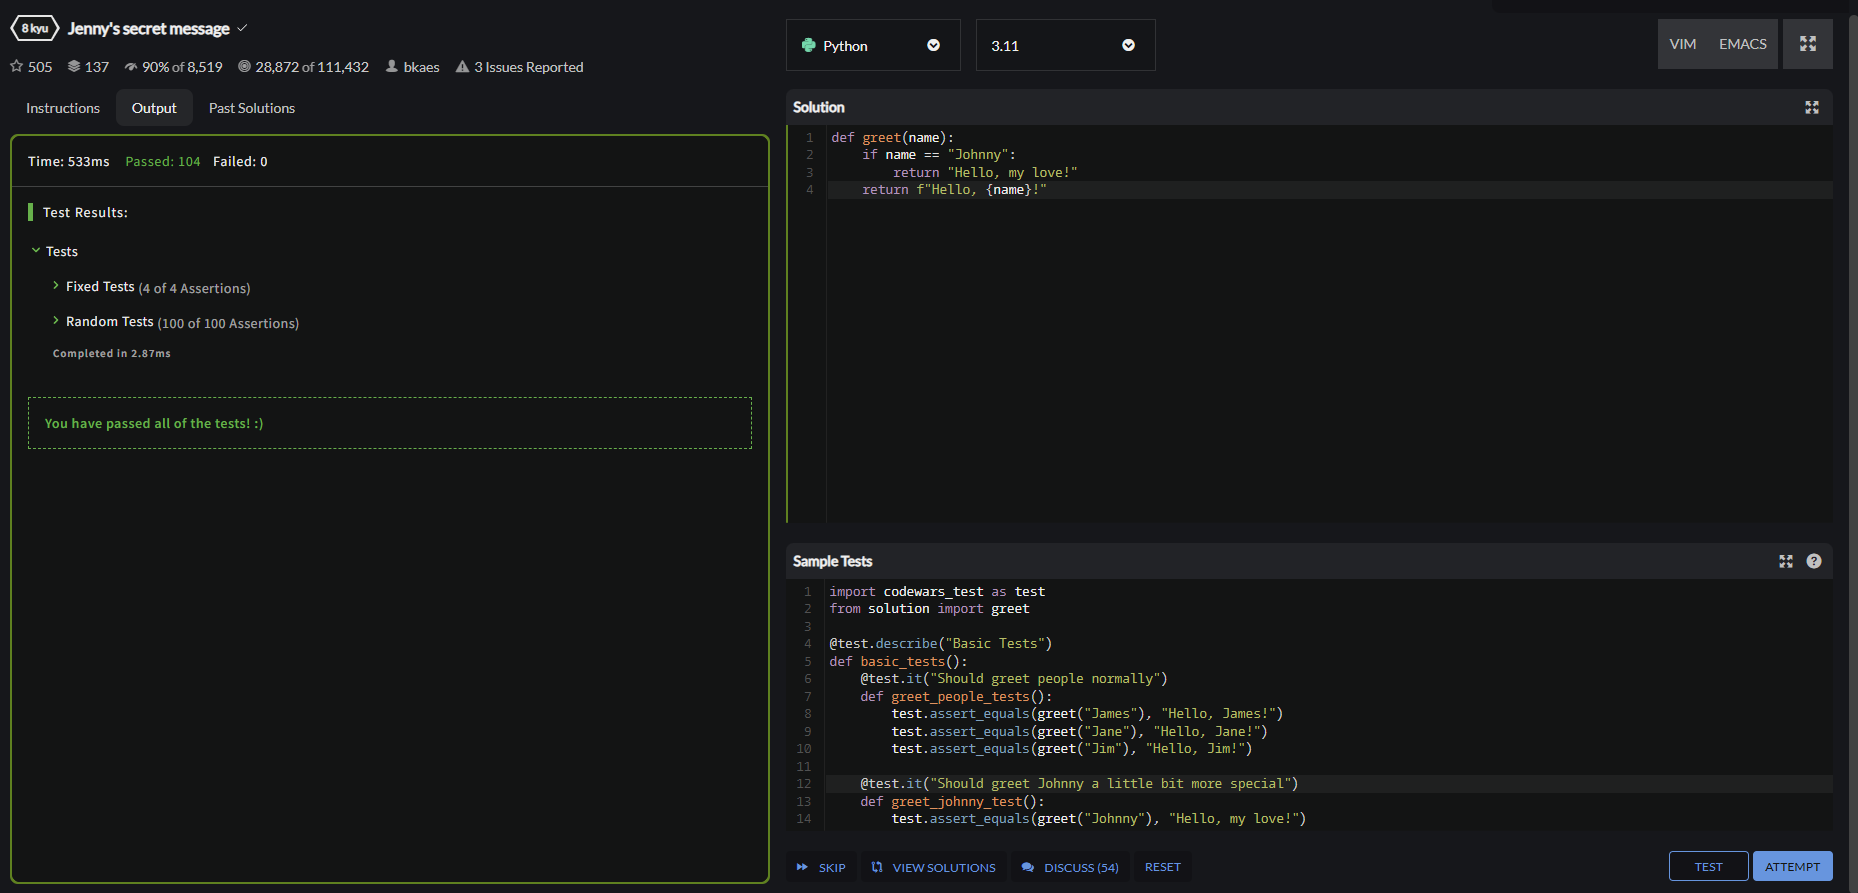 8 kyu Jenny's secret message
505 137 90% of 8,519 28,872 of 111,432 bkaes 3 Issues Reported
Instructions Output Past Solutions
Time: 533ms Passed: 104 Failed: 0
Test Results:
Tests
Fixed Tests (4 of 4 Assertions)
Random Tests (100 of 100 Assertions)
Completed in 2.87ms
You have passed all of the tests! :)
Python 3.11 VIM EMACS
Solution
1 def greet(name):
2     if name == "Johnny":
3         return "Hello, my love!"
4     return f"Hello, {name}!"
Sample Tests
1 import codewars_test as test
2 from solution import greet
3
4 @test.describe("Basic Tests")
5 def basic_tests():
6     @test.it("Should greet people normally")
7     def greet_people_tests():
8         test.assert_equals(greet("James"), "Hello, James!")
9         test.assert_equals(greet("Jane"), "Hello, Jane!")
10         test.assert_equals(greet("Jim"), "Hello, Jim!")
11
12     @test.it("Should greet Johnny a little bit more special")
13     def greet_johnny_test():
14         test.assert_equals(greet("Johnny"), "Hello, my love!")
SKIP VIEW SOLUTIONS DISCUSS (54) RESET TEST ATTEMPT